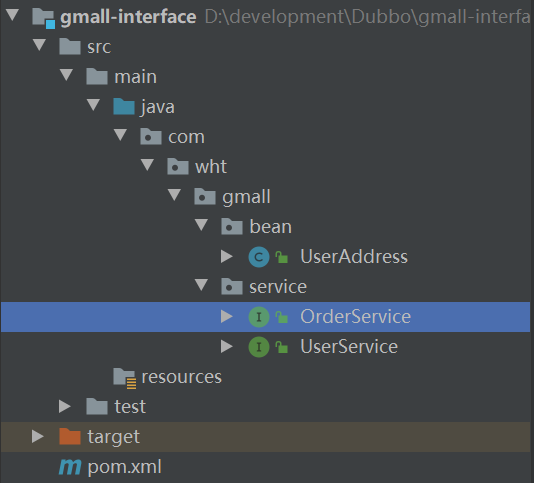 gmall-interface D:\development\Dubbo\gmall-interfa
src
main
java
com
wht
gmall
bean
C UserAddress
service
I OrderService
I UserService
resources
test
target
m pom.xml